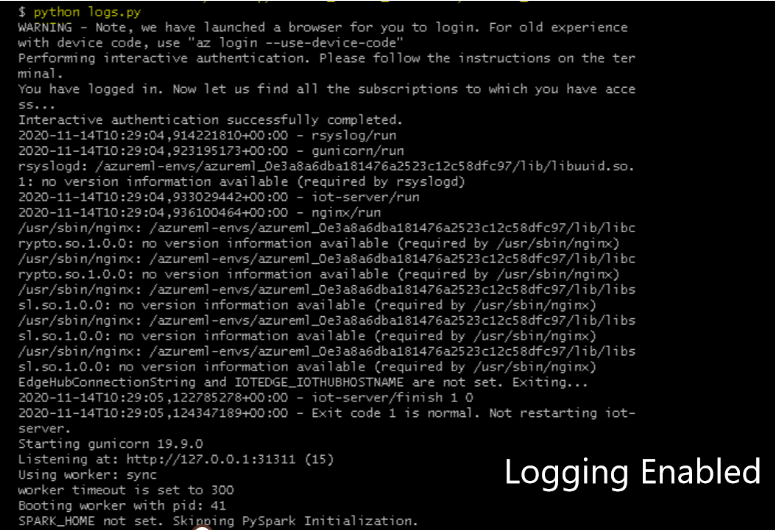 $ python logs.py
WARNING - Note, we have launched a browser for you to login. For old experience
with device code, use "az login --use-device-code"
Performing interactive authentication. Please follow the instructions on the ter
minal.
You have logged in. Now let us find all the subscriptions to which you have acce
ss...
Interactive authentication successfully completed.
2020-11-14T10:29:04,914221810+00:00 - rsyslog/run
2020-11-14T10:29:04,923195173+00:00 - gunicorn/run
rsyslogd: /azureml-envs/azureml_0e3a8a6dba181476a2523c12c58dfc97/lib/libuuid.so.
1: no version information available (required by rsyslogd)
2020-11-14T10:29:04,933029442+00:00 - iot-server/run
2020-11-14T10:29:04,936100464+00:00 - nginx/run
/usr/sbin/nginx: /azureml-envs/azureml_0e3a8a6dba181476a2523c12c58dfc97/lib/libc
rypto.so.1.0.0: no version information available (required by /usr/sbin/nginx)
/usr/sbin/nginx: /azureml-envs/azureml_0e3a8a6dba181476a2523c12c58dfc97/lib/libc
rypto.so.1.0.0: no version information available (required by /usr/sbin/nginx)
/usr/sbin/nginx: /azureml-envs/azureml_0e3a8a6dba181476a2523c12c58dfc97/lib/libs
sl.so.1.0.0: no version information available (required by /usr/sbin/nginx)
/usr/sbin/nginx: /azureml-envs/azureml_0e3a8a6dba181476a2523c12c58dfc97/lib/libs
sl.so.1.0.0: no version information available (required by /usr/sbin/nginx)
/usr/sbin/nginx: /azureml-envs/azureml_0e3a8a6dba181476a2523c12c58dfc97/lib/libs
sl.so.1.0.0: no version information available (required by /usr/sbin/nginx)
EdgeHubConnectionString and IOTEDGE_IOTHUBHOSTNAME are not set. Exiting...
2020-11-14T10:29:05,122785278+00:00 - iot-server/finish 1 0
2020-11-14T10:29:05,124347189+00:00 - Exit code 1 is normal. Not restarting iot-
server.
Starting gunicorn 19.9.0
Listening at: http://127.0.0.1:31311 (15)
Using worker: sync
worker timeout is set to 300
Booting worker with pid: 41
SPARK_HOME not set. Skipping PySpark Initialization.
Logging Enabled